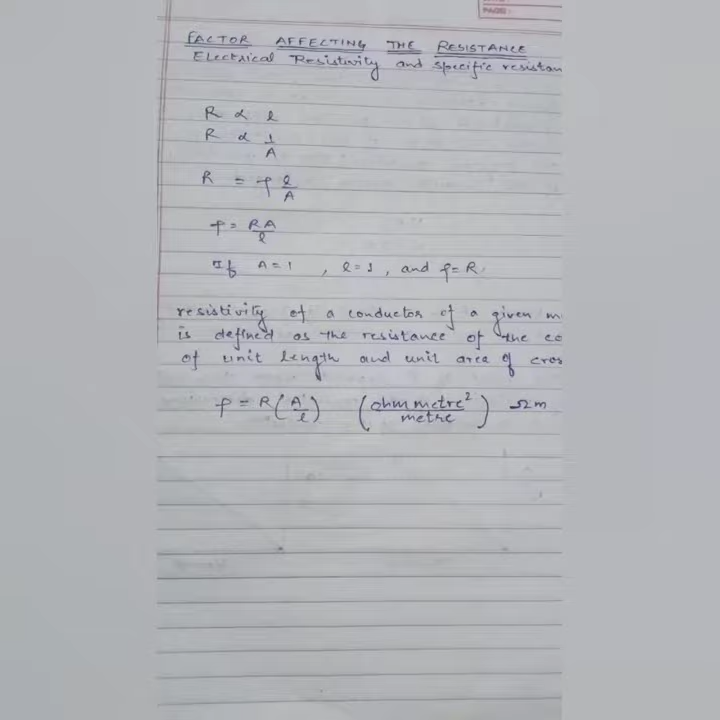 PAGE:
FACTOR AFFECTING THE RESISTANCE
Electrical Resistivity and specific resistan
R ∝ l
R ∝ 1/A
R = ρ l/A
ρ = RA/l
If A=1 , l=1 , and ρ=R.
resistivity of a conductor of a given m
is defined as the resistance of the co
of unit length and unit area of cros
ρ = R(A/l) (ohm metre²/metre) Ωm